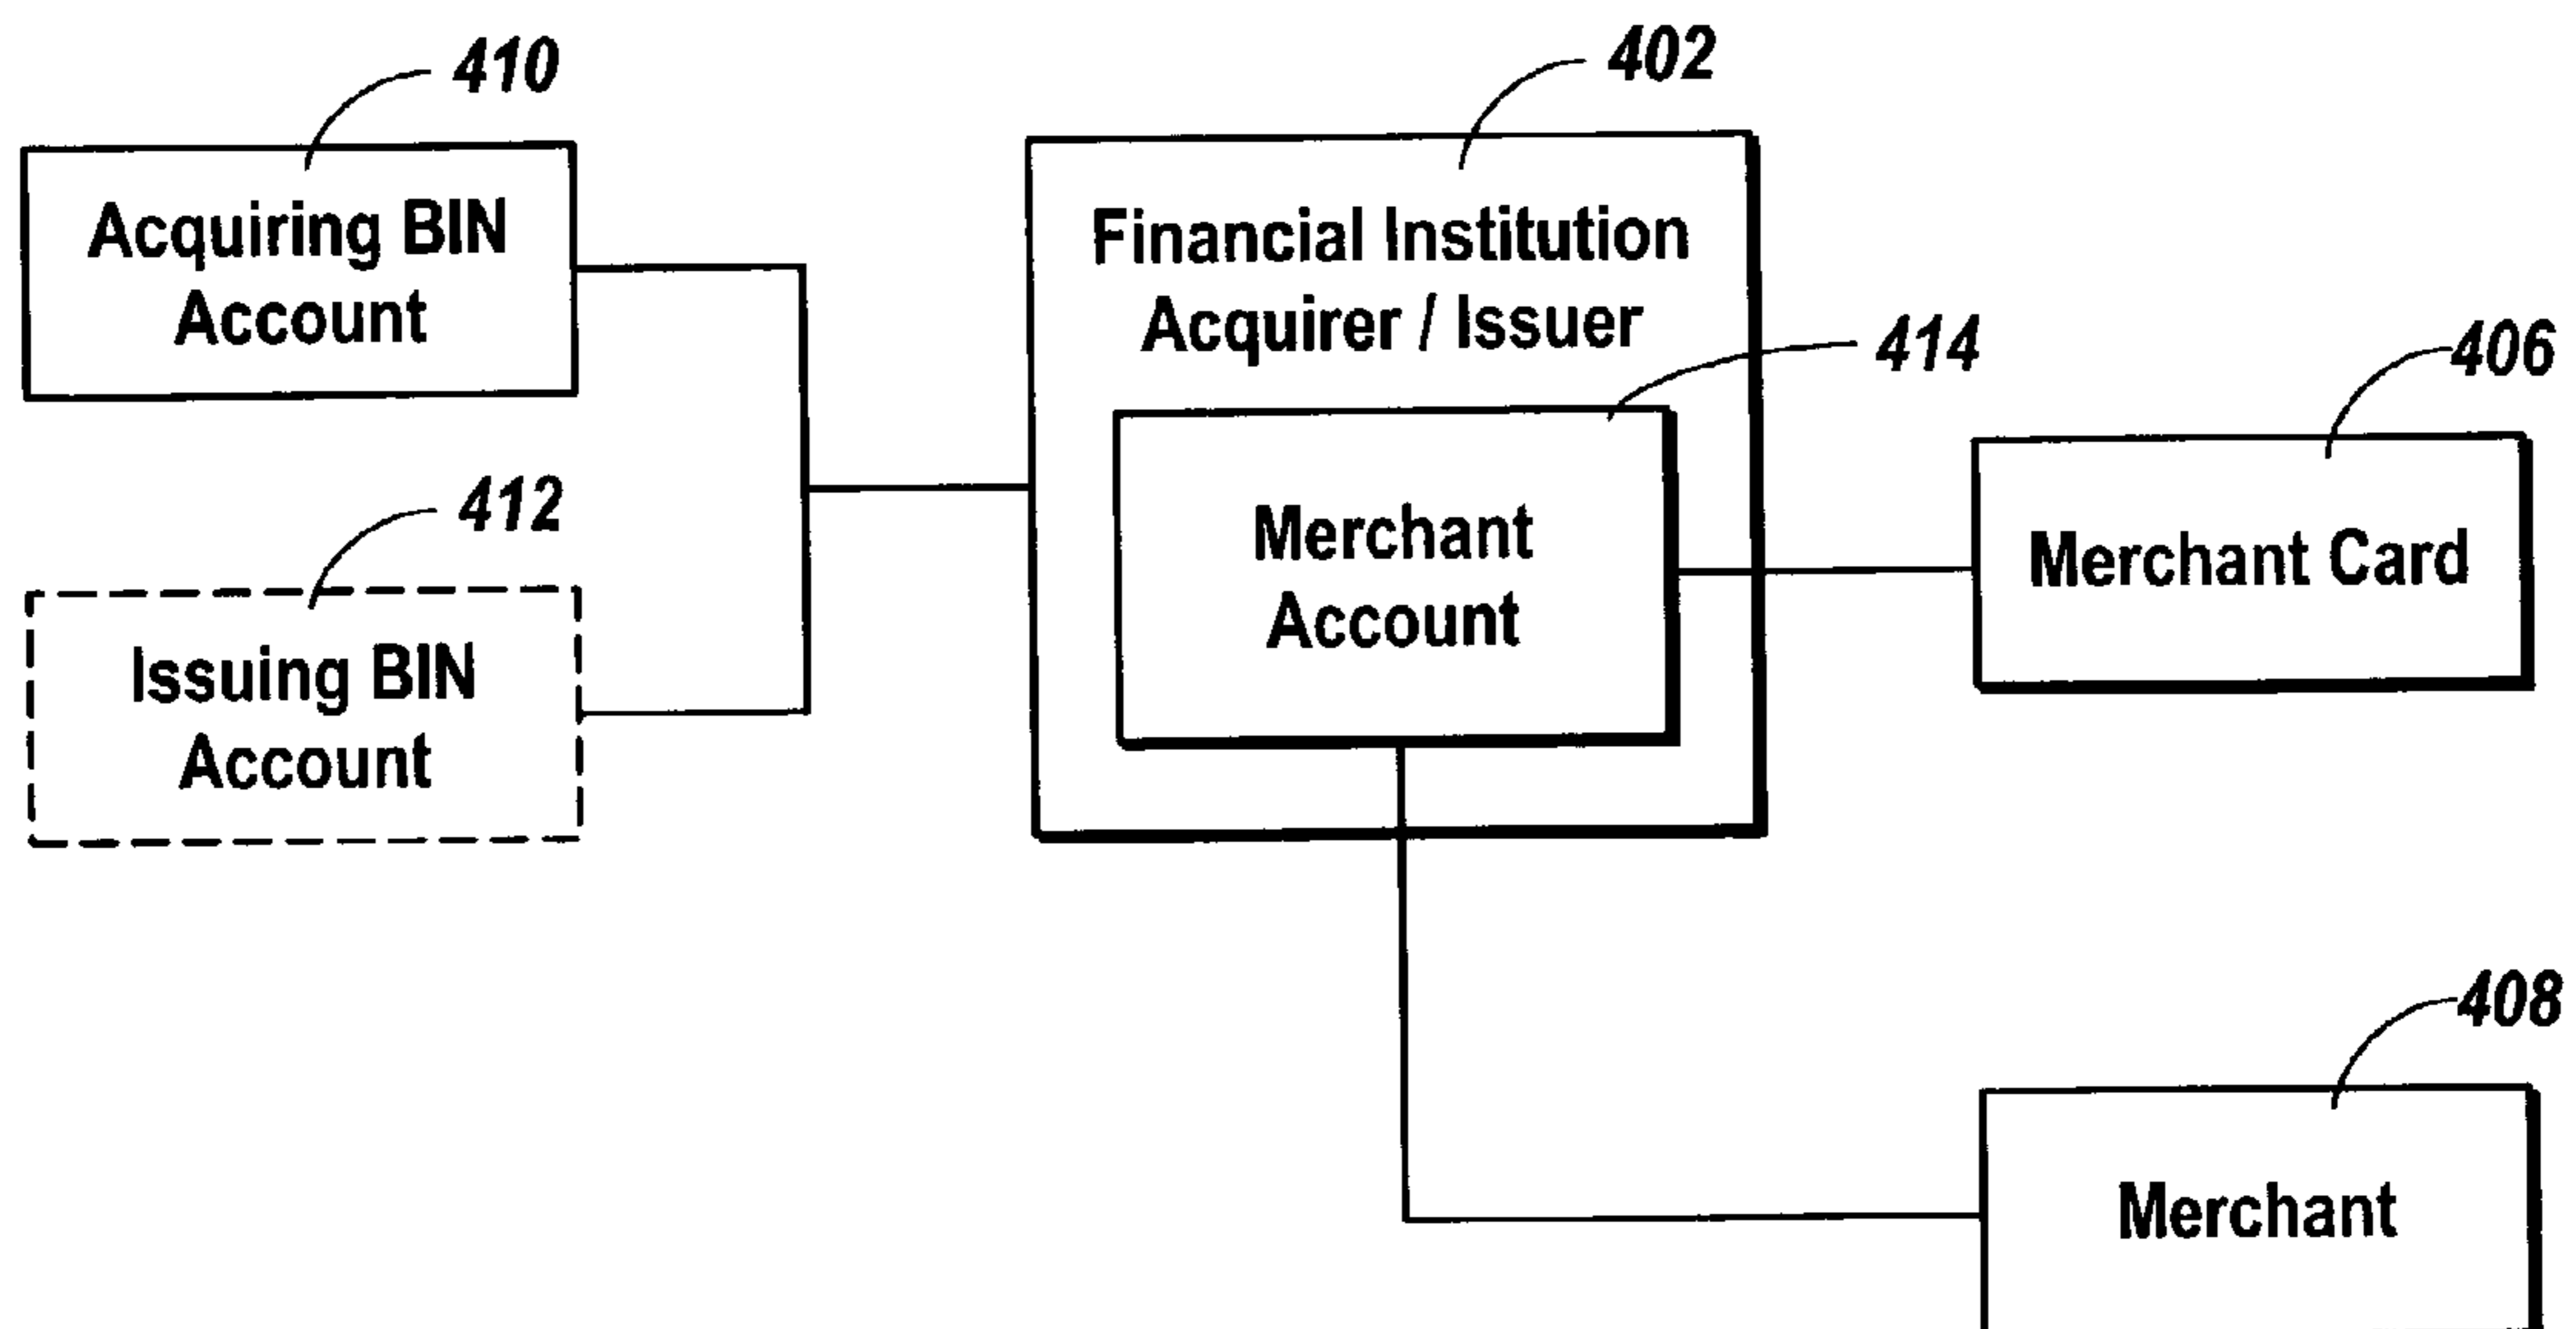 410
402
Acquiring BIN
Account
Financial Institution
Acquirer / Issuer
414
406
412
Merchant
Account
Merchant Card
Issuing BIN
Account
408
Merchant